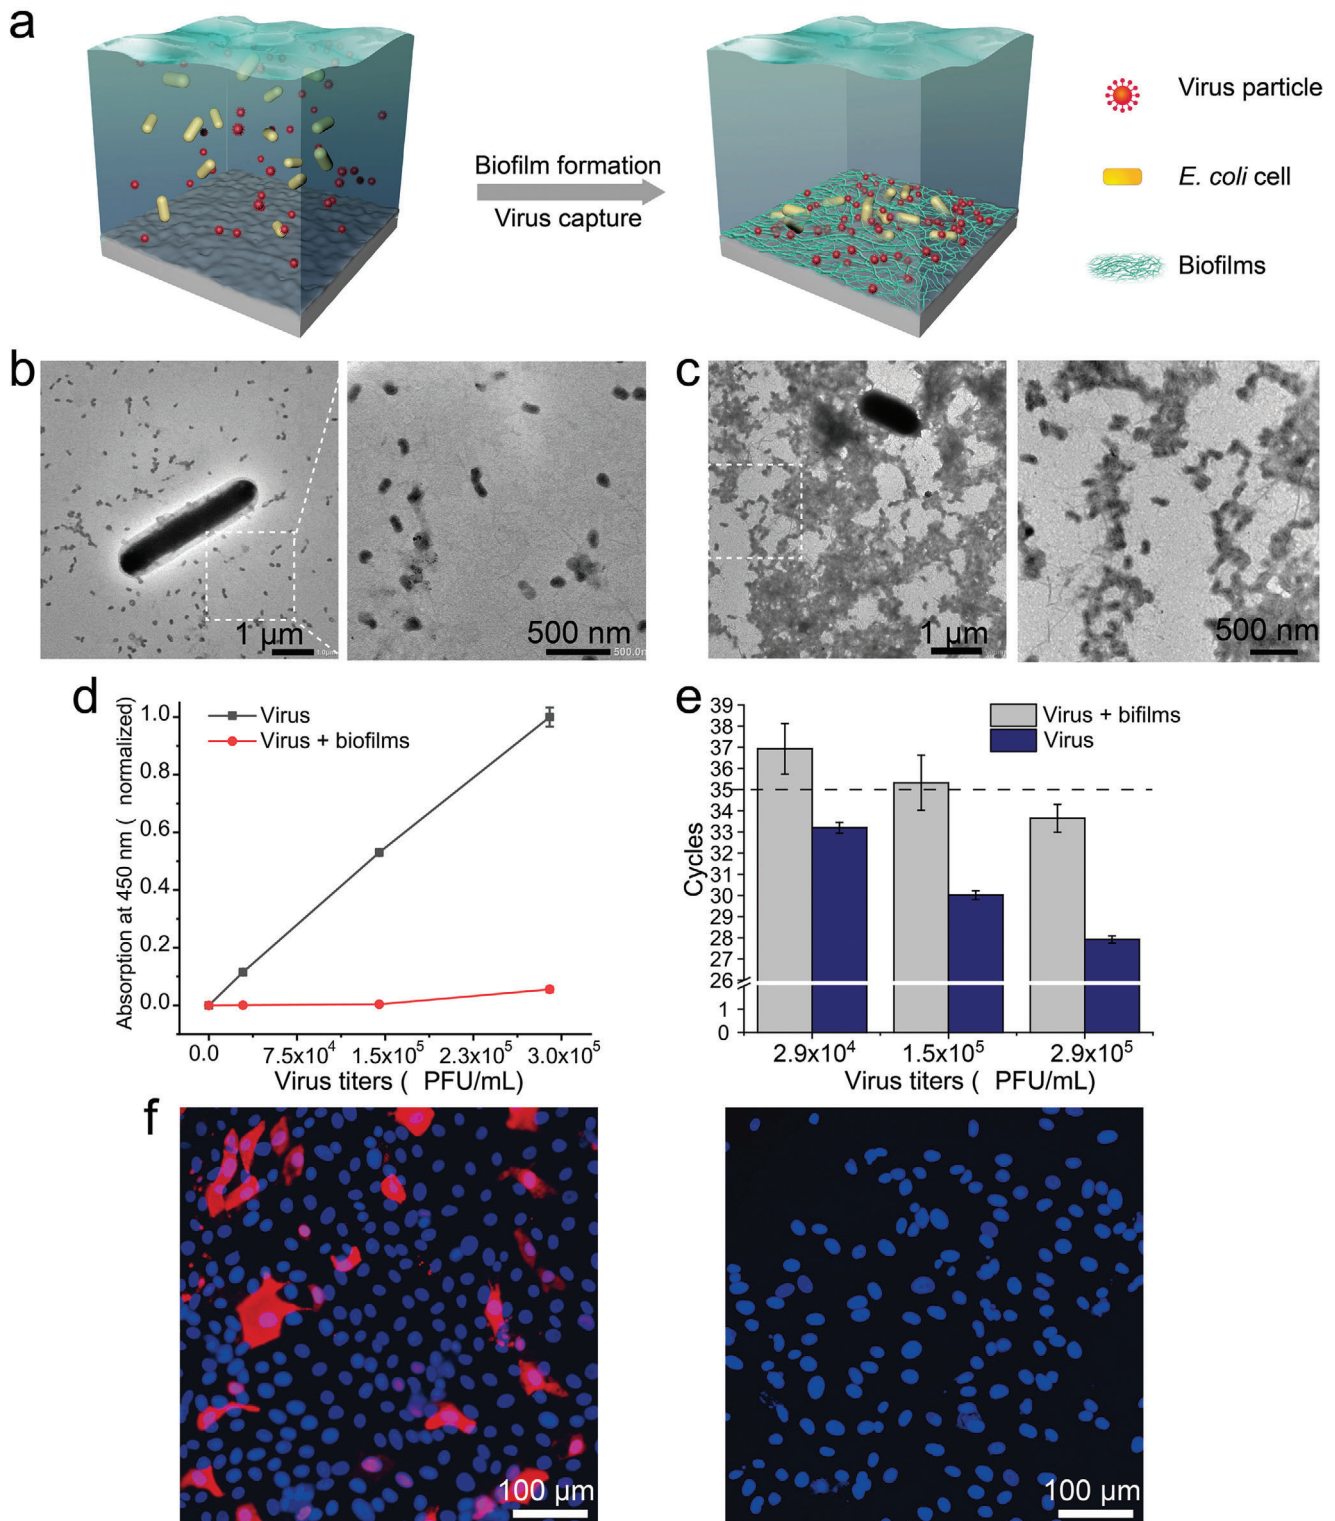 a
Biofilm formation
Virus capture
Virus particle
E. coli cell
Biofilms
b
1 µm
500 nm
500.0n
c
1 µm
500 nm
d
Absorption at 450 nm ( normalized)
1.0
0.8
0.6
0.4
0.2
0.0
Virus
Virus + biofilms
0.0
7.5x10⁴
1.5x10⁵
2.3x10⁵
3.0x10⁵
Virus titers ( PFU/mL)
e
Cycles
39
38
37
36
35
34
33
32
31
30
29
28
27
26
1
0
Virus + bifilms
Virus
2.9x10⁴
1.5x10⁵
2.9x10⁵
Virus titers ( PFU/mL)
f
100 µm
100 µm